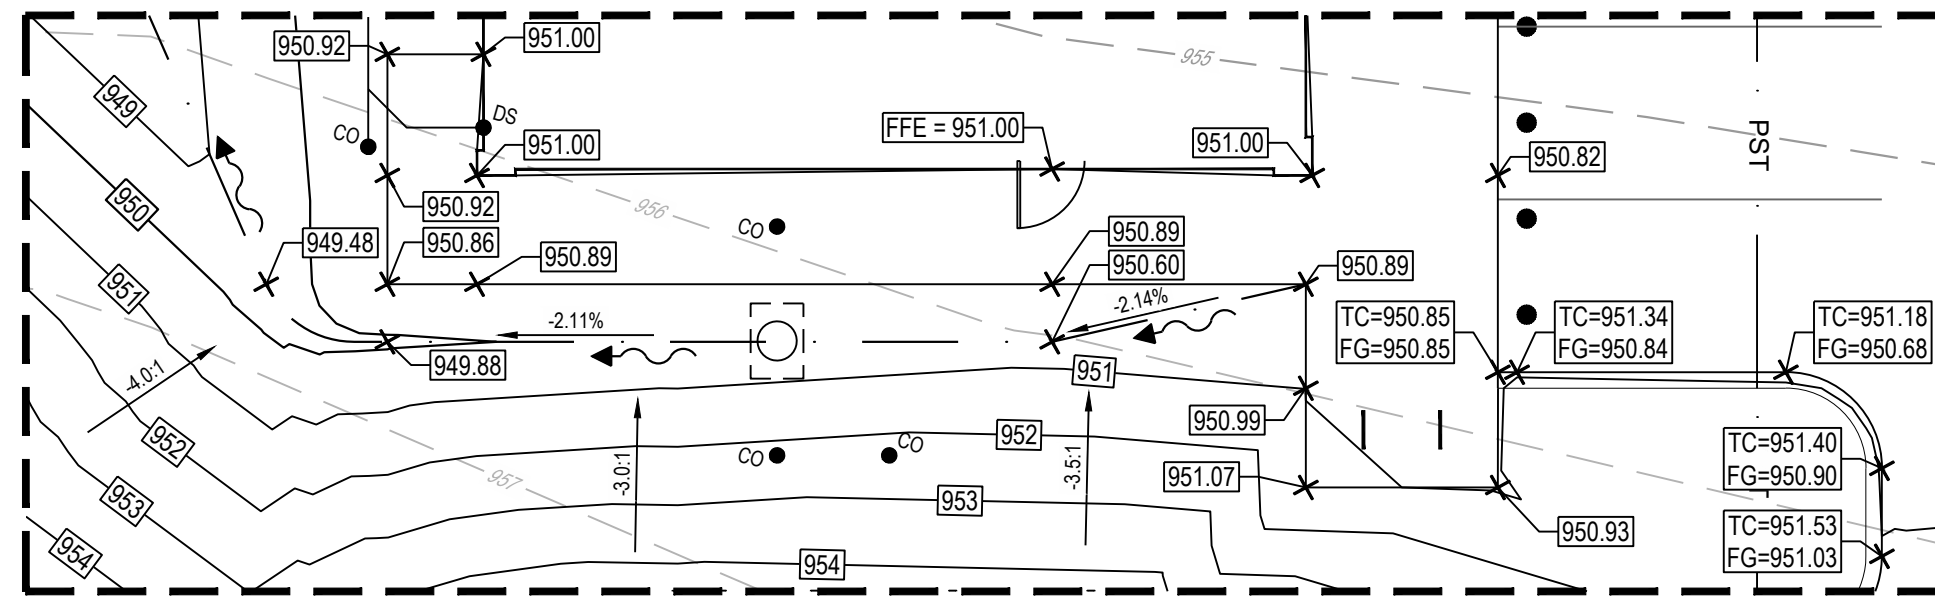 950.92
951.00
955
949
DS
CO
951.00
FFE = 951.00
951.00
950.82
PST
950
950.92
956
CO
949.48
950.86
950.89
950.89
950.60
950.89
951
-2.11%
-2.14%
TC=950.85
FG=950.85
TC=951.34
FG=950.84
TC=951.18
FG=950.68
-4.0:1
949.88
951
950.99
952
952
CO
CO
957
-3.0:1
-3.5:1
951.07
TC=951.40
FG=950.90
953
953
950.93
TC=951.53
FG=951.03
954
954